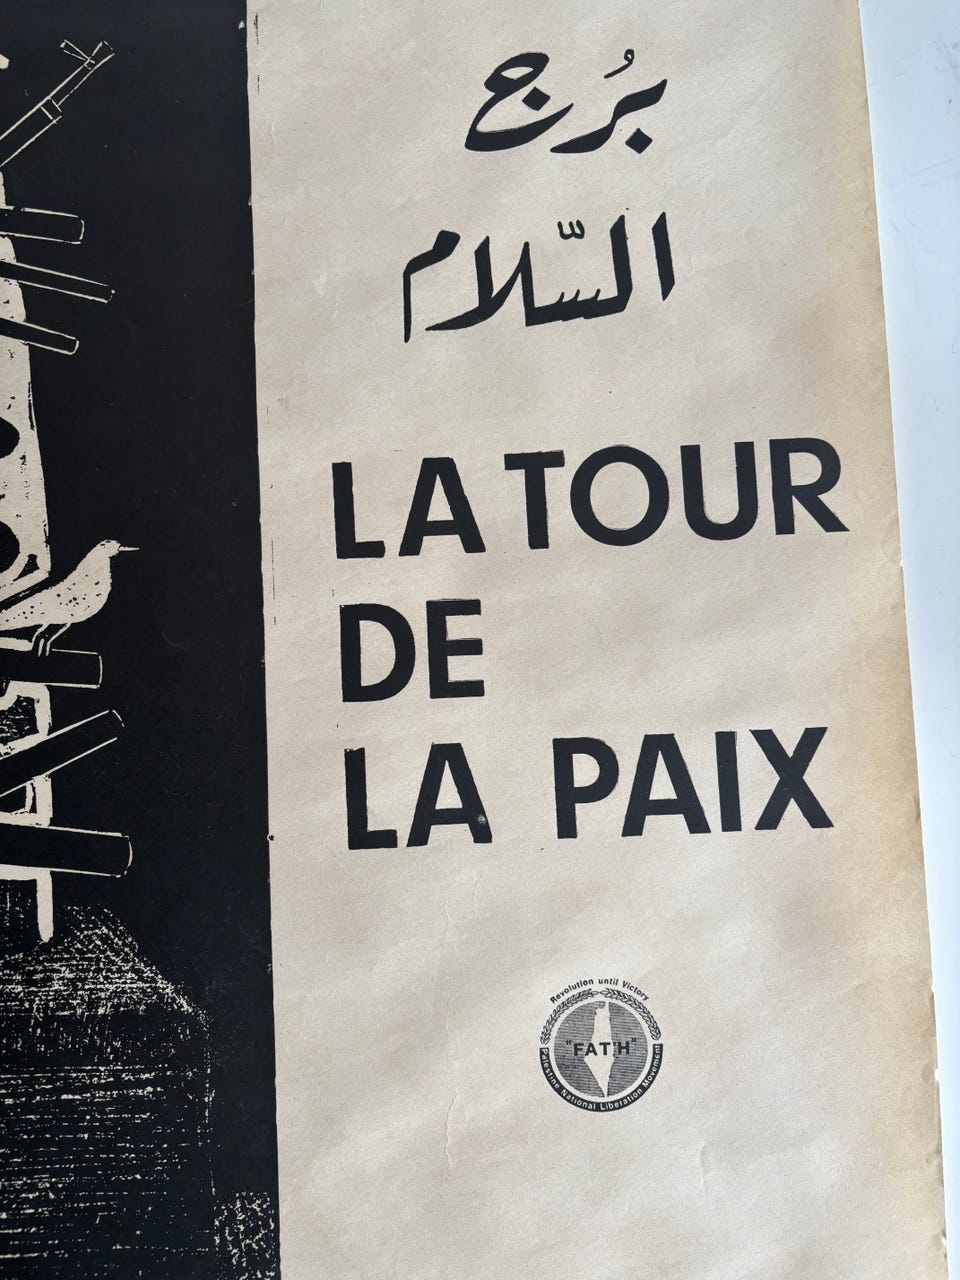 بُرج
السّلام
LA TOUR
DE
LA PAIX
Revolution until Victory
"FATH"
Palestine National Liberation Movement